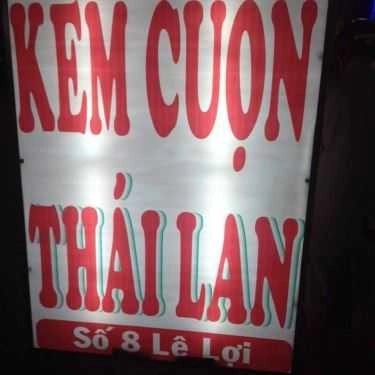 KEM CUỘN
THÁI LAN
Số 8 Lê Lợi